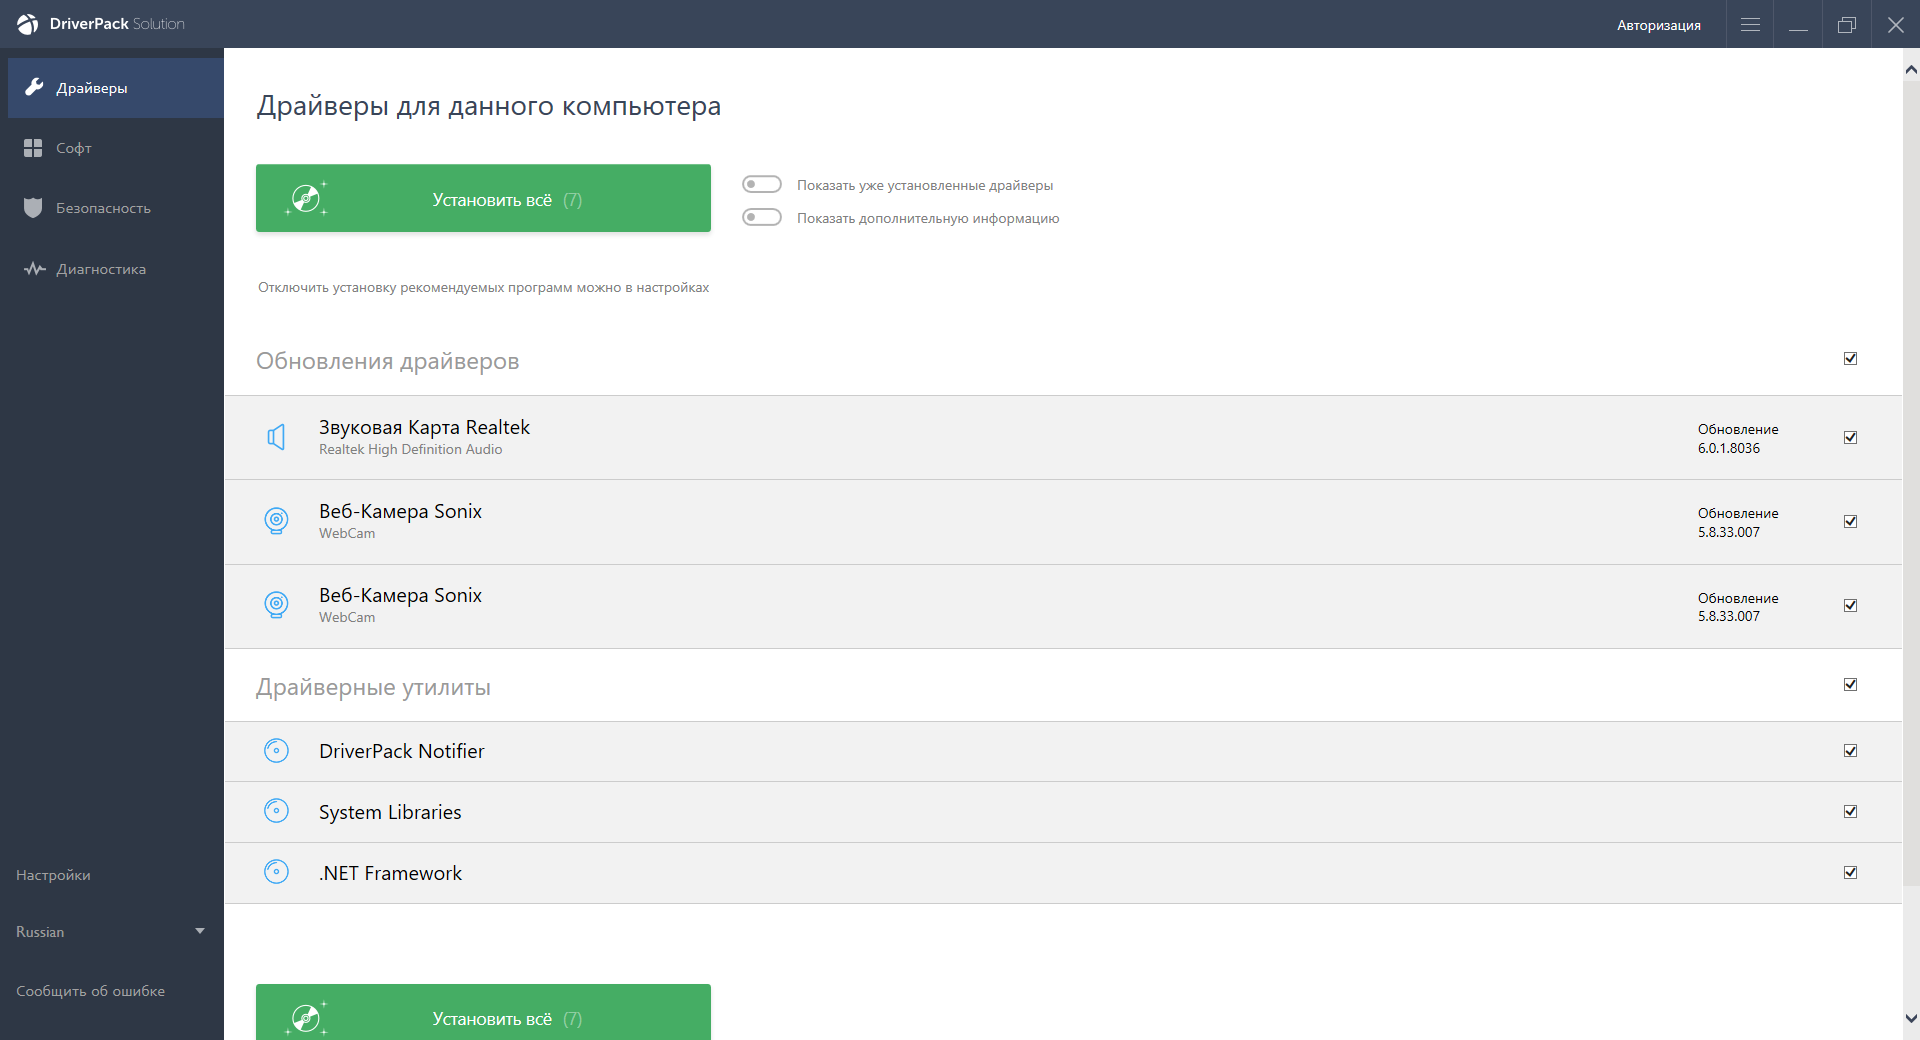 DriverPack Solution
Авторизация
Драйверы
Софт
Безопасность
Диагностика
Настройки
Russian
Сообщить об ошибке
Драйверы для данного компьютера
Установить всё (7)
Показать уже установленные драйверы
Показать дополнительную информацию
Отключить установку рекомендуемых программ можно в настройках
Обновления драйверов
Звуковая Карта Realtek
Realtek High Definition Audio
Обновление
6.0.1.8036
Веб-Камера Sonix
WebCam
Обновление
5.8.33.007
Веб-Камера Sonix
WebCam
Обновление
5.8.33.007
Драйверные утилиты
DriverPack Notifier
System Libraries
.NET Framework
Установить всё (7)